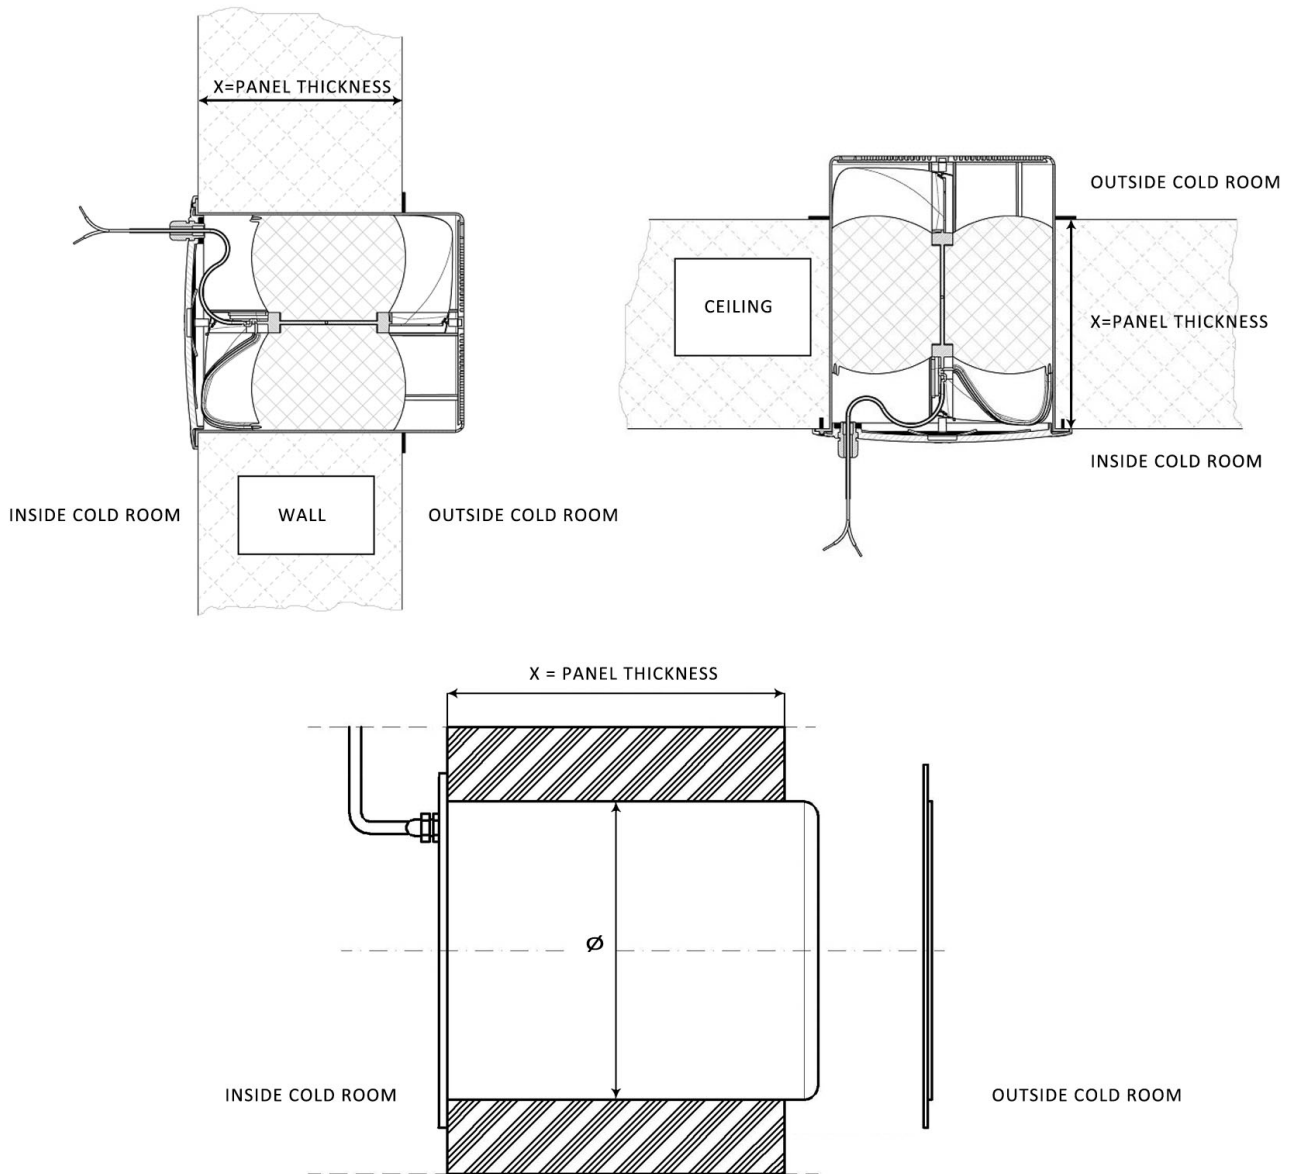 X=PANEL THICKNESS
OUTSIDE COLD ROOM
CEILING
X=PANEL THICKNESS
INSIDE COLD ROOM
INSIDE COLD ROOM
WALL
OUTSIDE COLD ROOM
X = PANEL THICKNESS
Ø
INSIDE COLD ROOM
OUTSIDE COLD ROOM